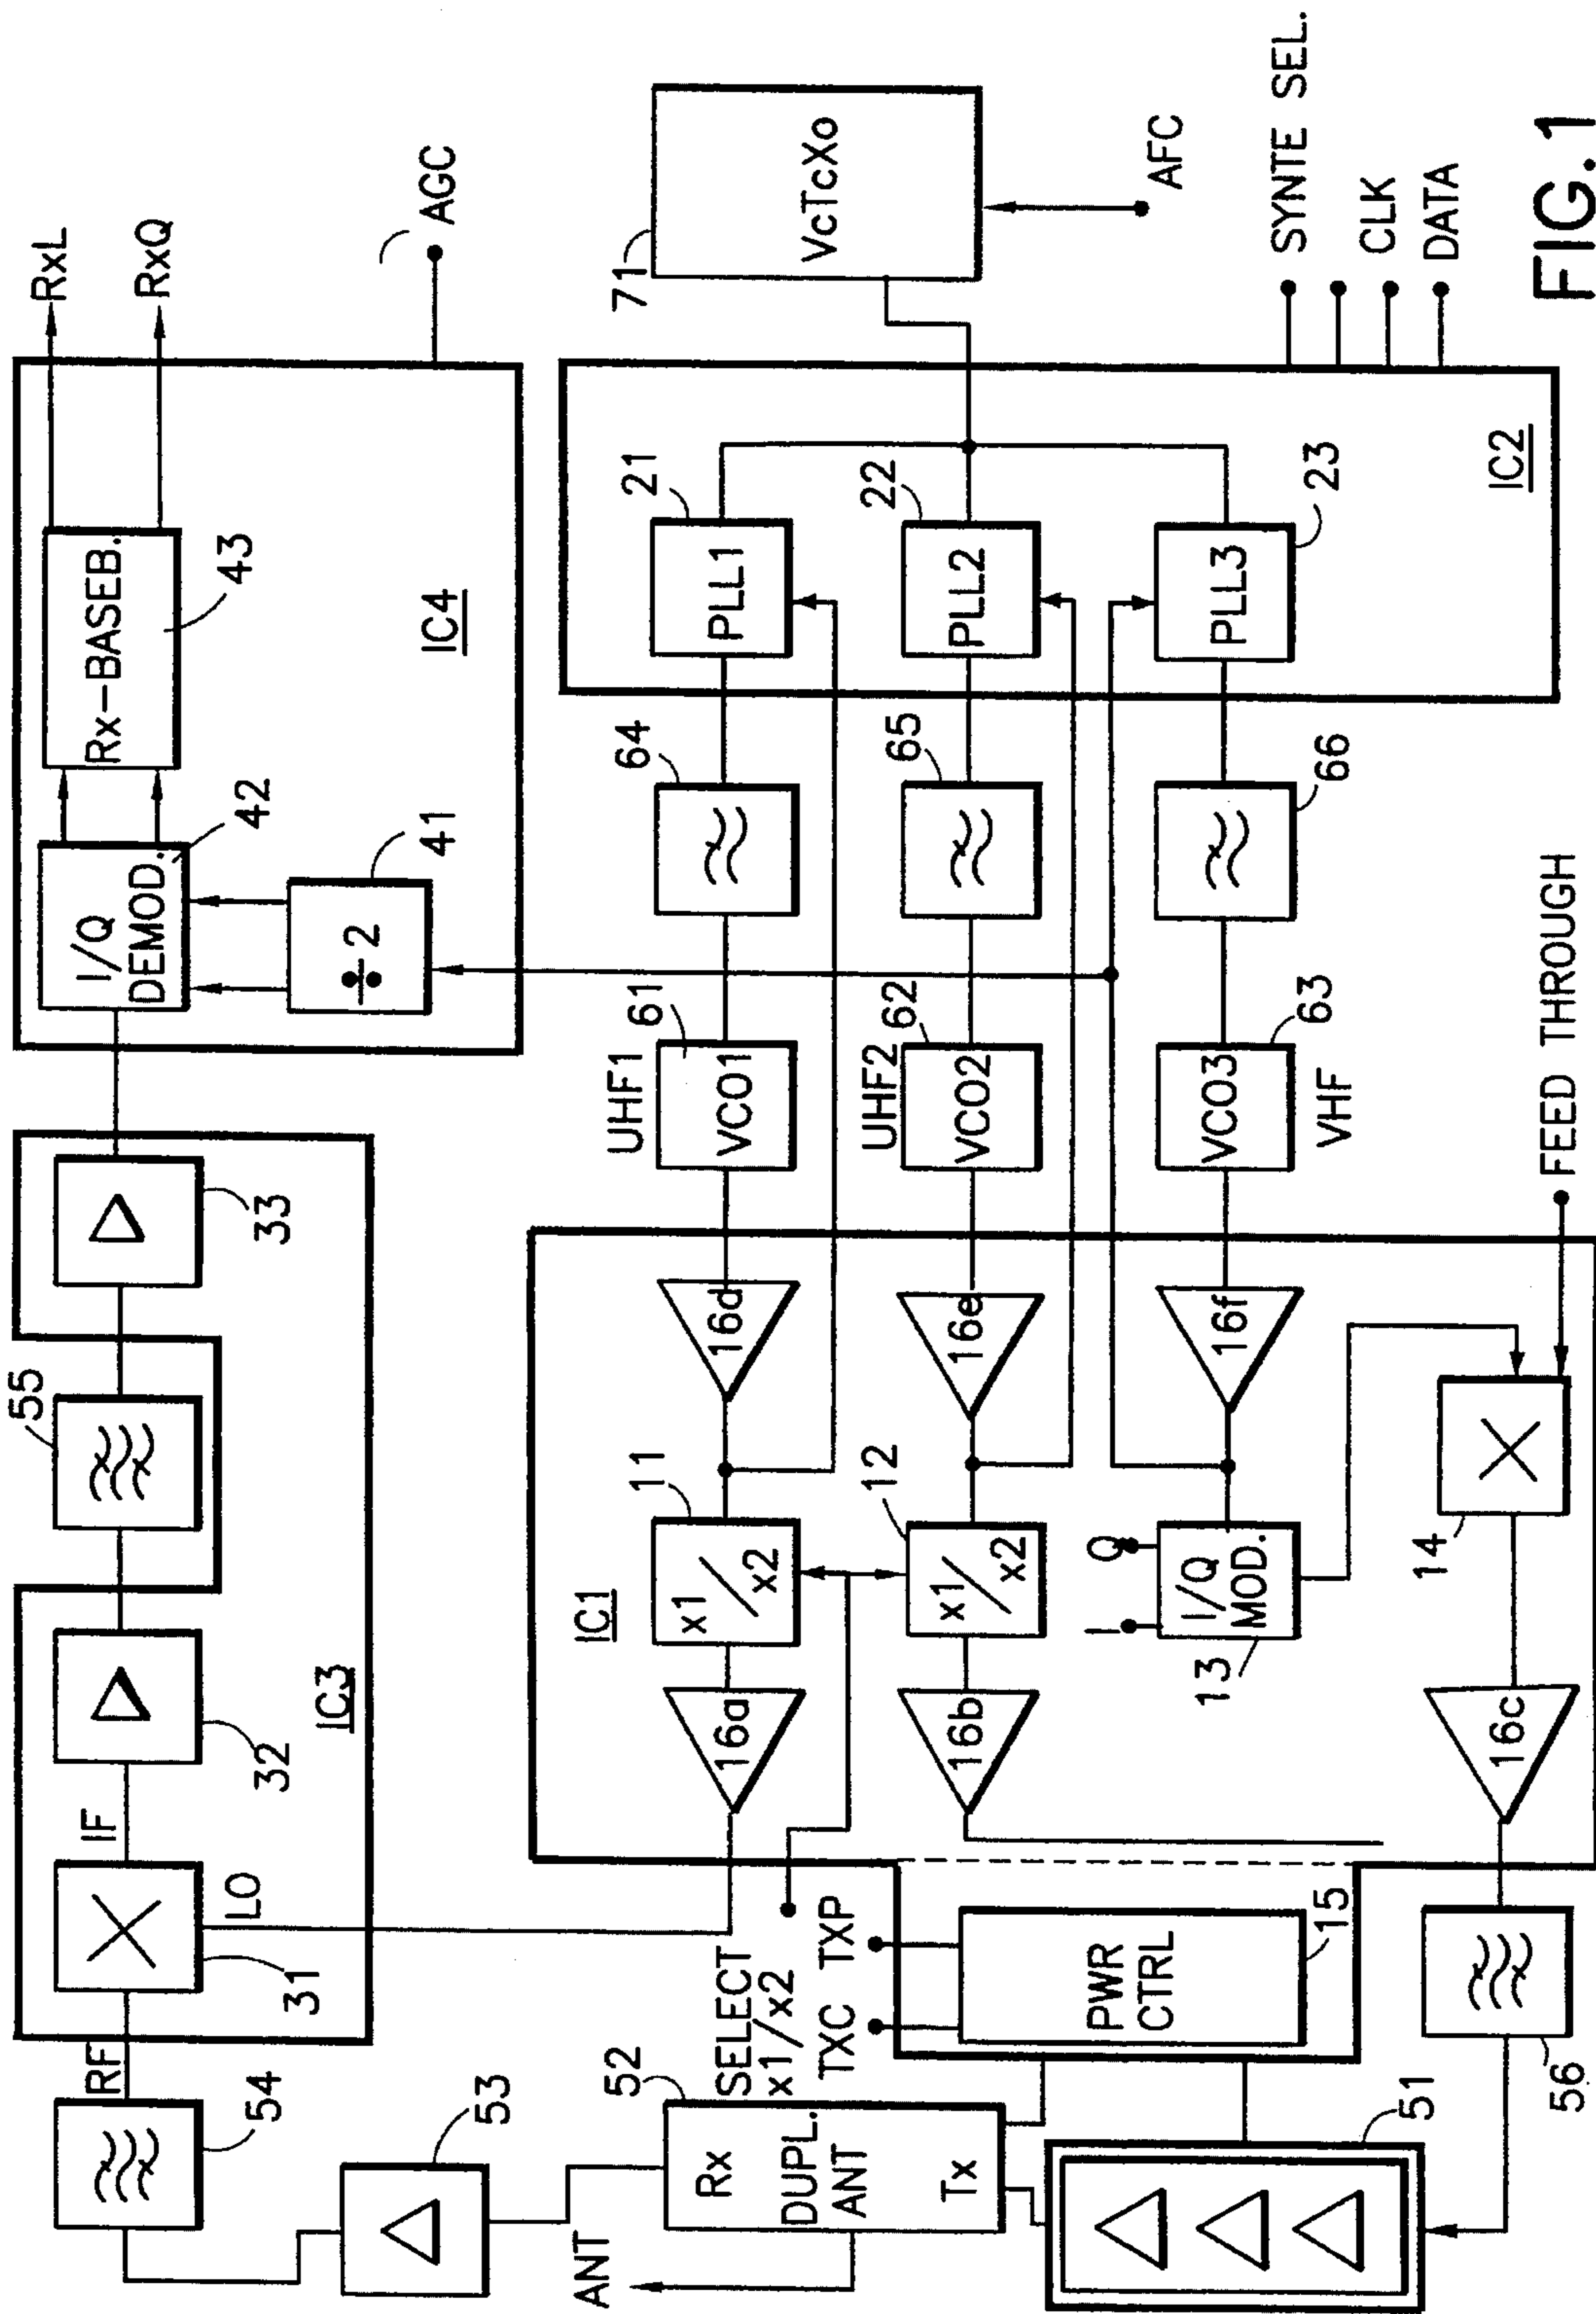 RxL
RxQ
AGC
55
I/Q
DEMOD.
42
Rx-BASEB.
43
÷2
41
IC4
33
32
IF
31
LO
IC3
RF
54
53
ANT
52
Rx
DUPL.
ANT
Tx
51
56
SELECT
x1/x2
TXC
TXP
PWR
CTRL
15
IC1
16a
11
x1/x2
16d
UHF1
61
VCO1
64
21
PLL1
71
VcTcXo
AFC
16b
12
x1/x2
16e
UHF2
62
VCO2
65
22
PLL2
I
Q
I/Q
MOD.
13
16f
63
VCO3
VHF
66
PLL3
23
IC2
16c
14
FEED THROUGH
SYNTE SEL.
CLK
DATA
FIG.1